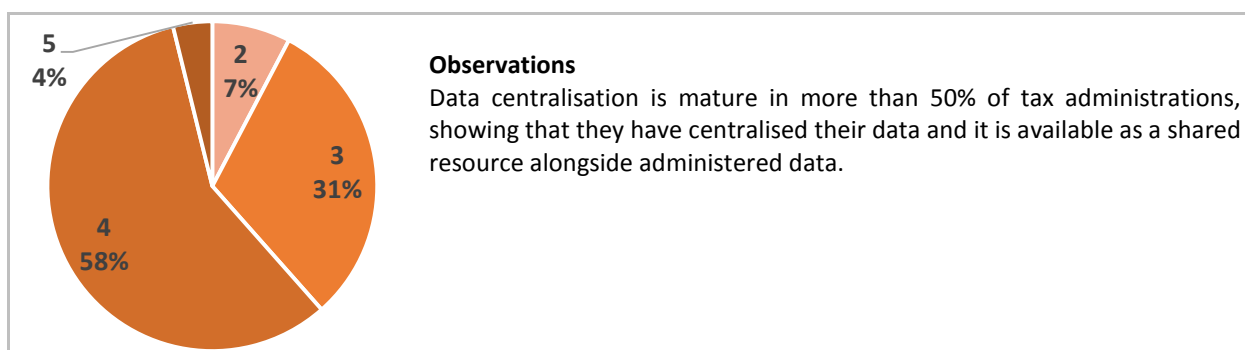 5
4%
2
7%
3
31%
4
58%
Observations
Data centralisation is mature in more than 50% of tax administrations,
showing that they have centralised their data and it is available as a shared
resource alongside administered data.